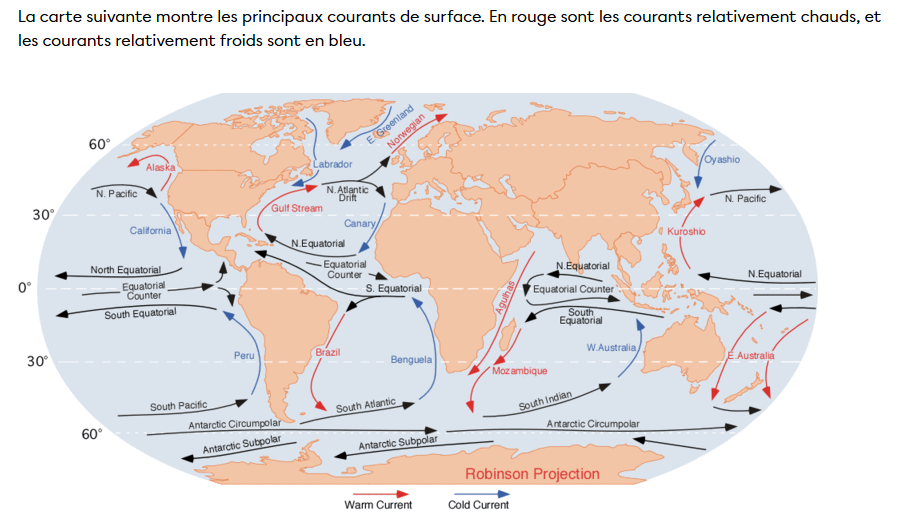 La carte suivante montre les principaux courants de surface. En rouge sont les courants relativement chauds, et
les courants relativement froids sont en bleu.
E. Greenland
Norwegian
60°
Labrador
Oyashio
Alaska
N. Pacific
N. Atlantic
Drift
N. Pacific
Gulf Stream
30°
Canary
California
Kuroshio
N.Equatorial
North Equatorial
Equatorial
Counter
N.Equatorial
N.Equatorial
0°
Equatorial
Counter
S. Equatorial
Agulhas
Equatorial Counter
South Equatorial
South
Equatorial
Peru
Brazil
Benguela
W.Australia
E.Australia
30°
Mozambique
South Pacific
South Atlantic
South Indian
Antarctic Circumpolar
Antarctic Circumpolar
60°
Antarctic Subpolar
Antarctic Subpolar
Robinson Projection
Warm Current
Cold Current